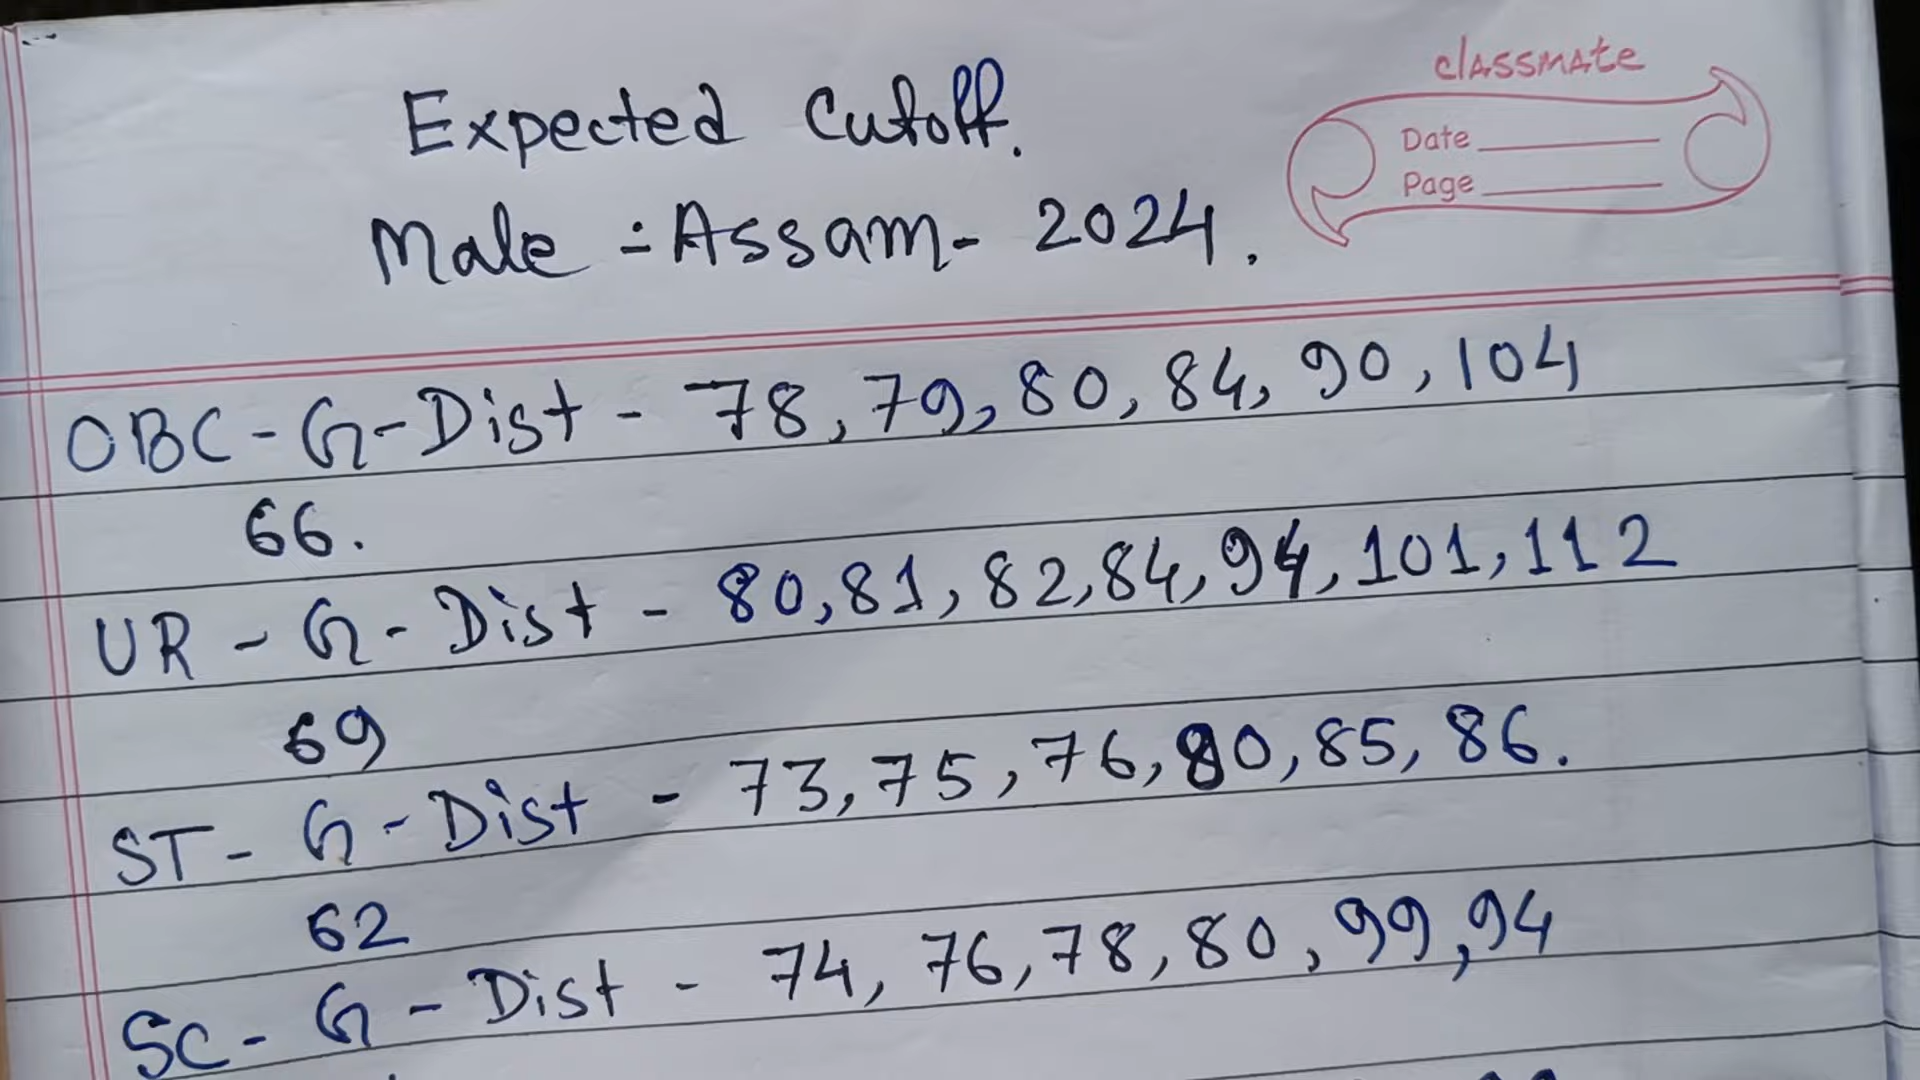 classmate
Date
Page
Expected Cutoff.
Male :- Assam - 2024.
OBC - G - Dist - 78, 79, 80, 84, 90, 104
66.
UR - G - Dist - 80, 81, 82, 84, 94, 101, 112
69
ST - G - Dist - 73, 75, 76, 80, 85, 86.
62
SC - G - Dist - 74, 76, 78, 80, 99, 94